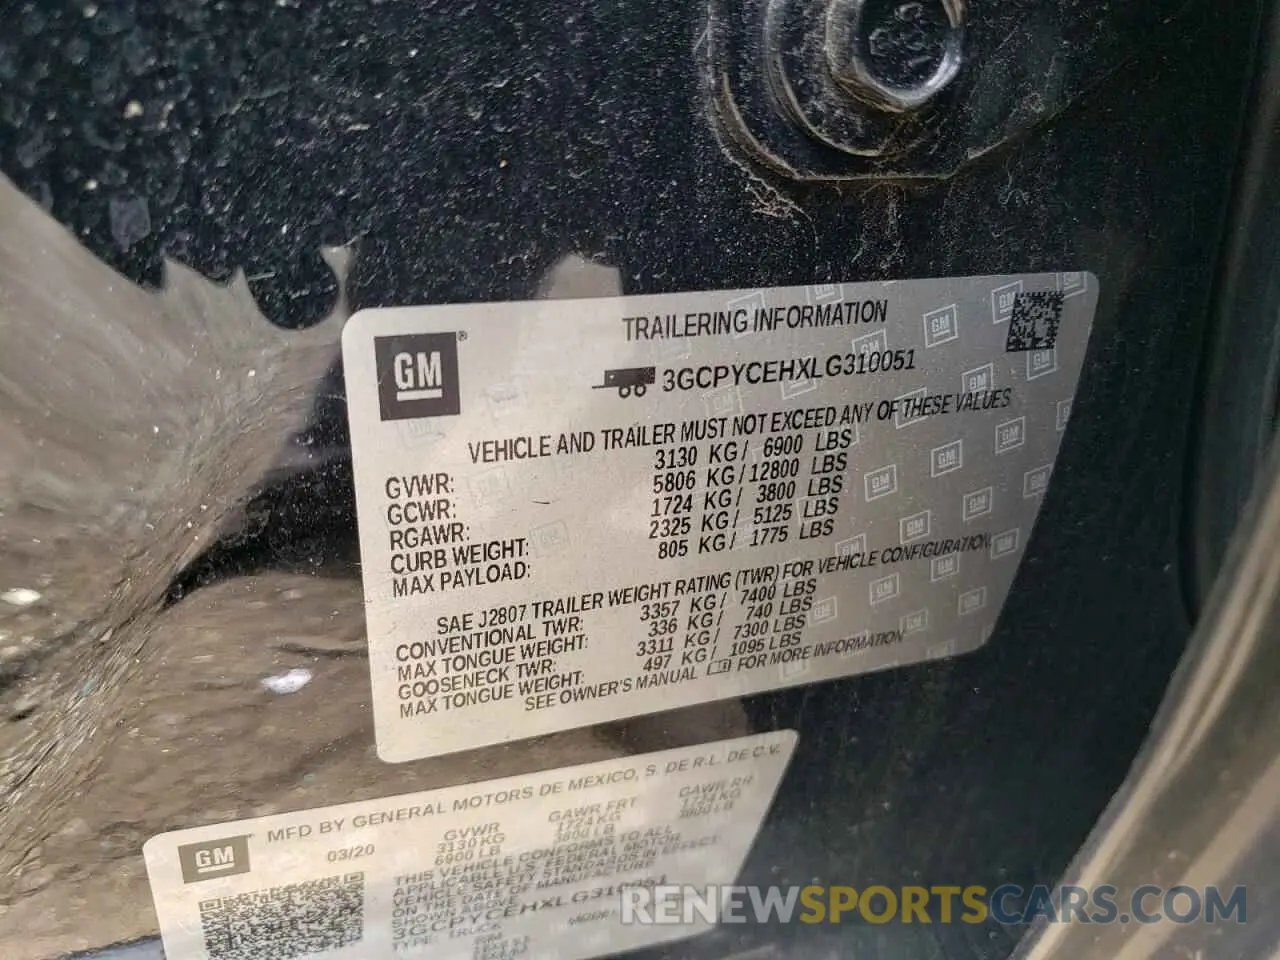 GM ®
TRAILERING INFORMATION
3GCPYCEHXLG310051
VEHICLE AND TRAILER MUST NOT EXCEED ANY OF THESE VALUES
GVWR: 3130 KG/ 6900 LBS
GCWR: 5806 KG/12800 LBS
RGAWR: 1724 KG/ 3800 LBS
CURB WEIGHT: 2325 KG/ 5125 LBS
MAX PAYLOAD: 805 KG/ 1775 LBS
SAE J2807 TRAILER WEIGHT RATING (TWR) FOR VEHICLE CONFIGURATION.
CONVENTIONAL TWR: 3357 KG/ 7400 LBS
MAX TONGUE WEIGHT: 336 KG/ 740 LBS
GOOSENECK TWR: 3311 KG/ 7300 LBS
MAX TONGUE WEIGHT: 497 KG/ 1095 LBS
SEE OWNER'S MANUAL FOR MORE INFORMATION
GM
MFD BY GENERAL MOTORS DE MEXICO, S. DE R.L. DE C.V.
03/20 GVWR GAWR FRT GAWR RR
3130 KG 1724 KG 1724 KG
6900 LB 3800 LB 3800 LB
THIS VEHICLE CONFORMS TO ALL
APPLICABLE U.S. FEDERAL MOTOR
VEHICLE SAFETY STANDARDS IN EFFECT
ON THE DATE OF MANUFACTURE
SHOWN ABOVE.
3GCPYCEHXLG310051
TYPE: TRUCK
RENEWSPORTSCARS.COM